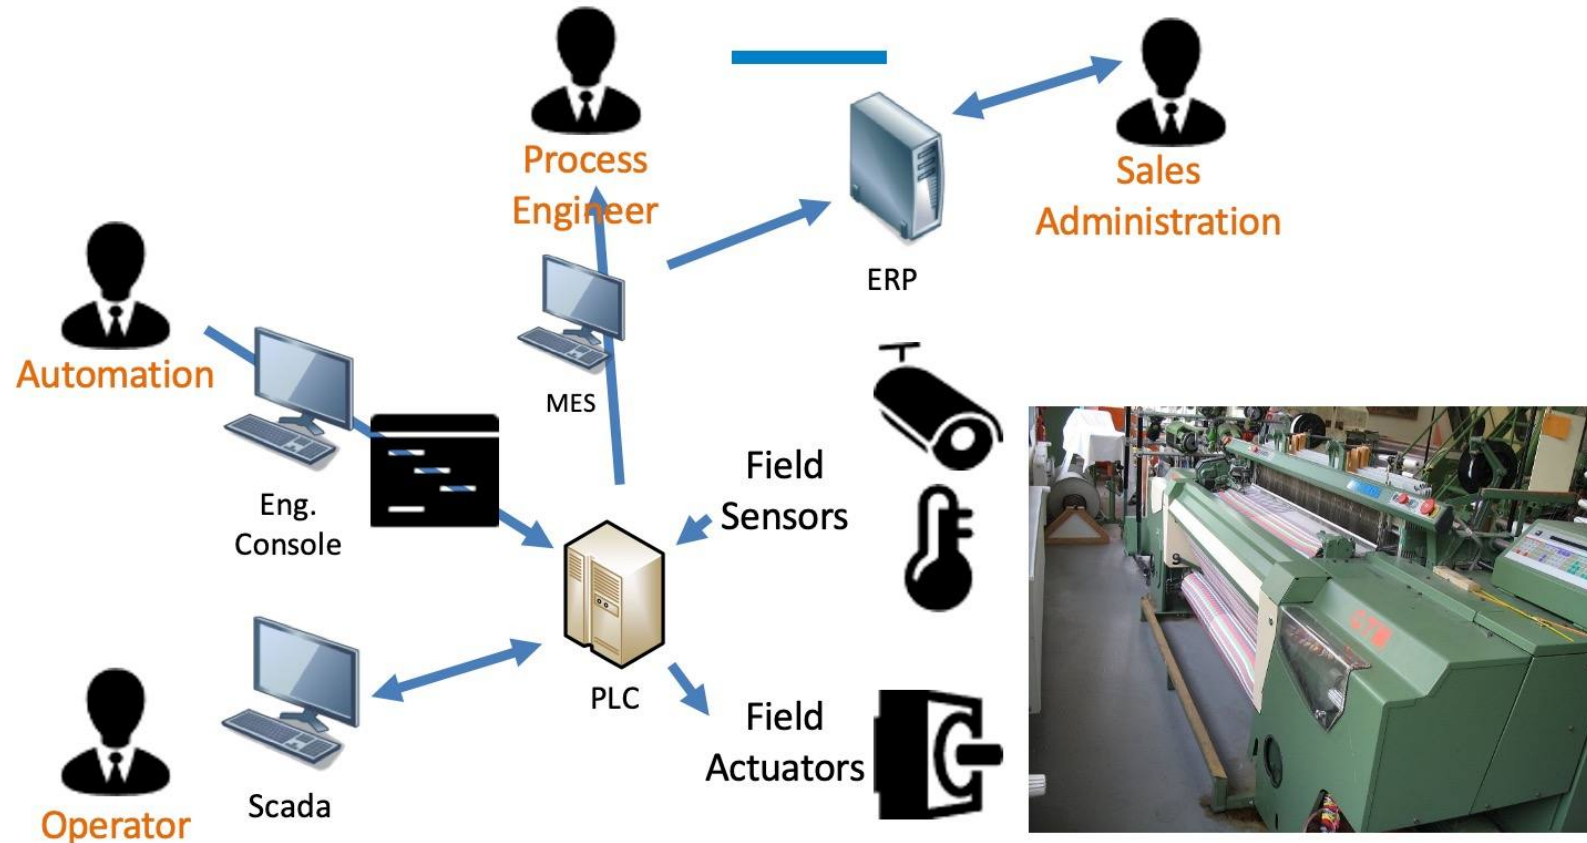 Process
Engineer
Sales
Administration
ERP
Automation
MES
Eng.
Console
Field
Sensors
PLC
Field
Actuators
Scada
Operator